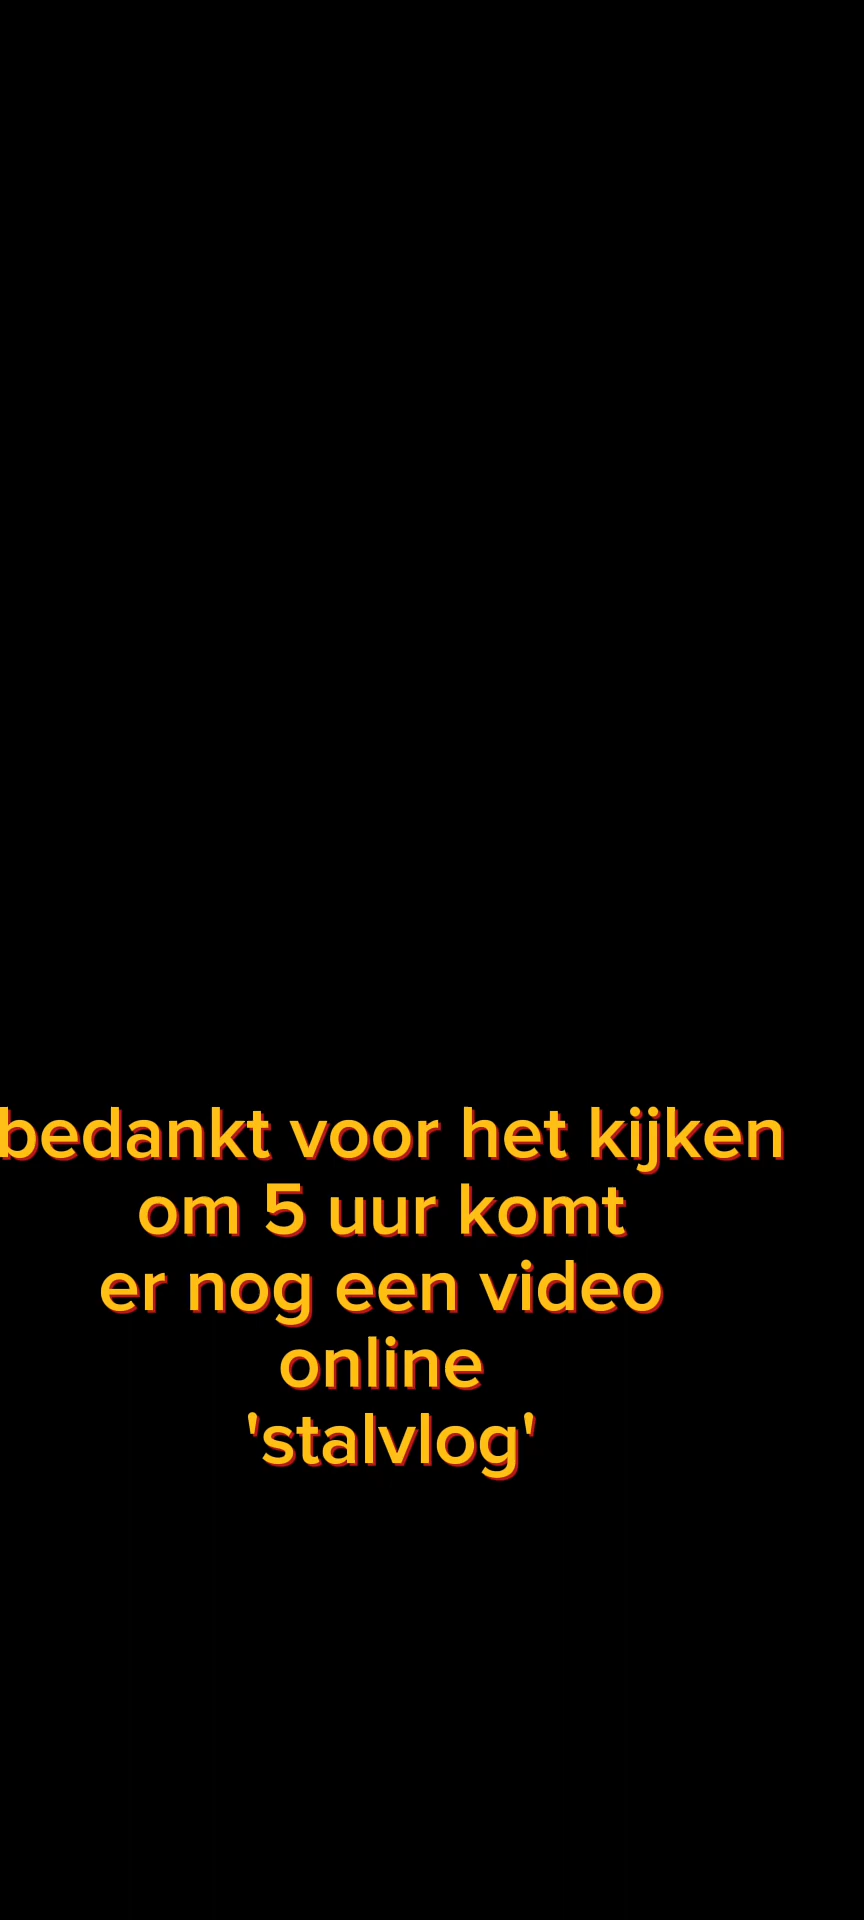 bedankt voor het kijken
om 5 uur komt
er nog een video
online
'stalvlog'